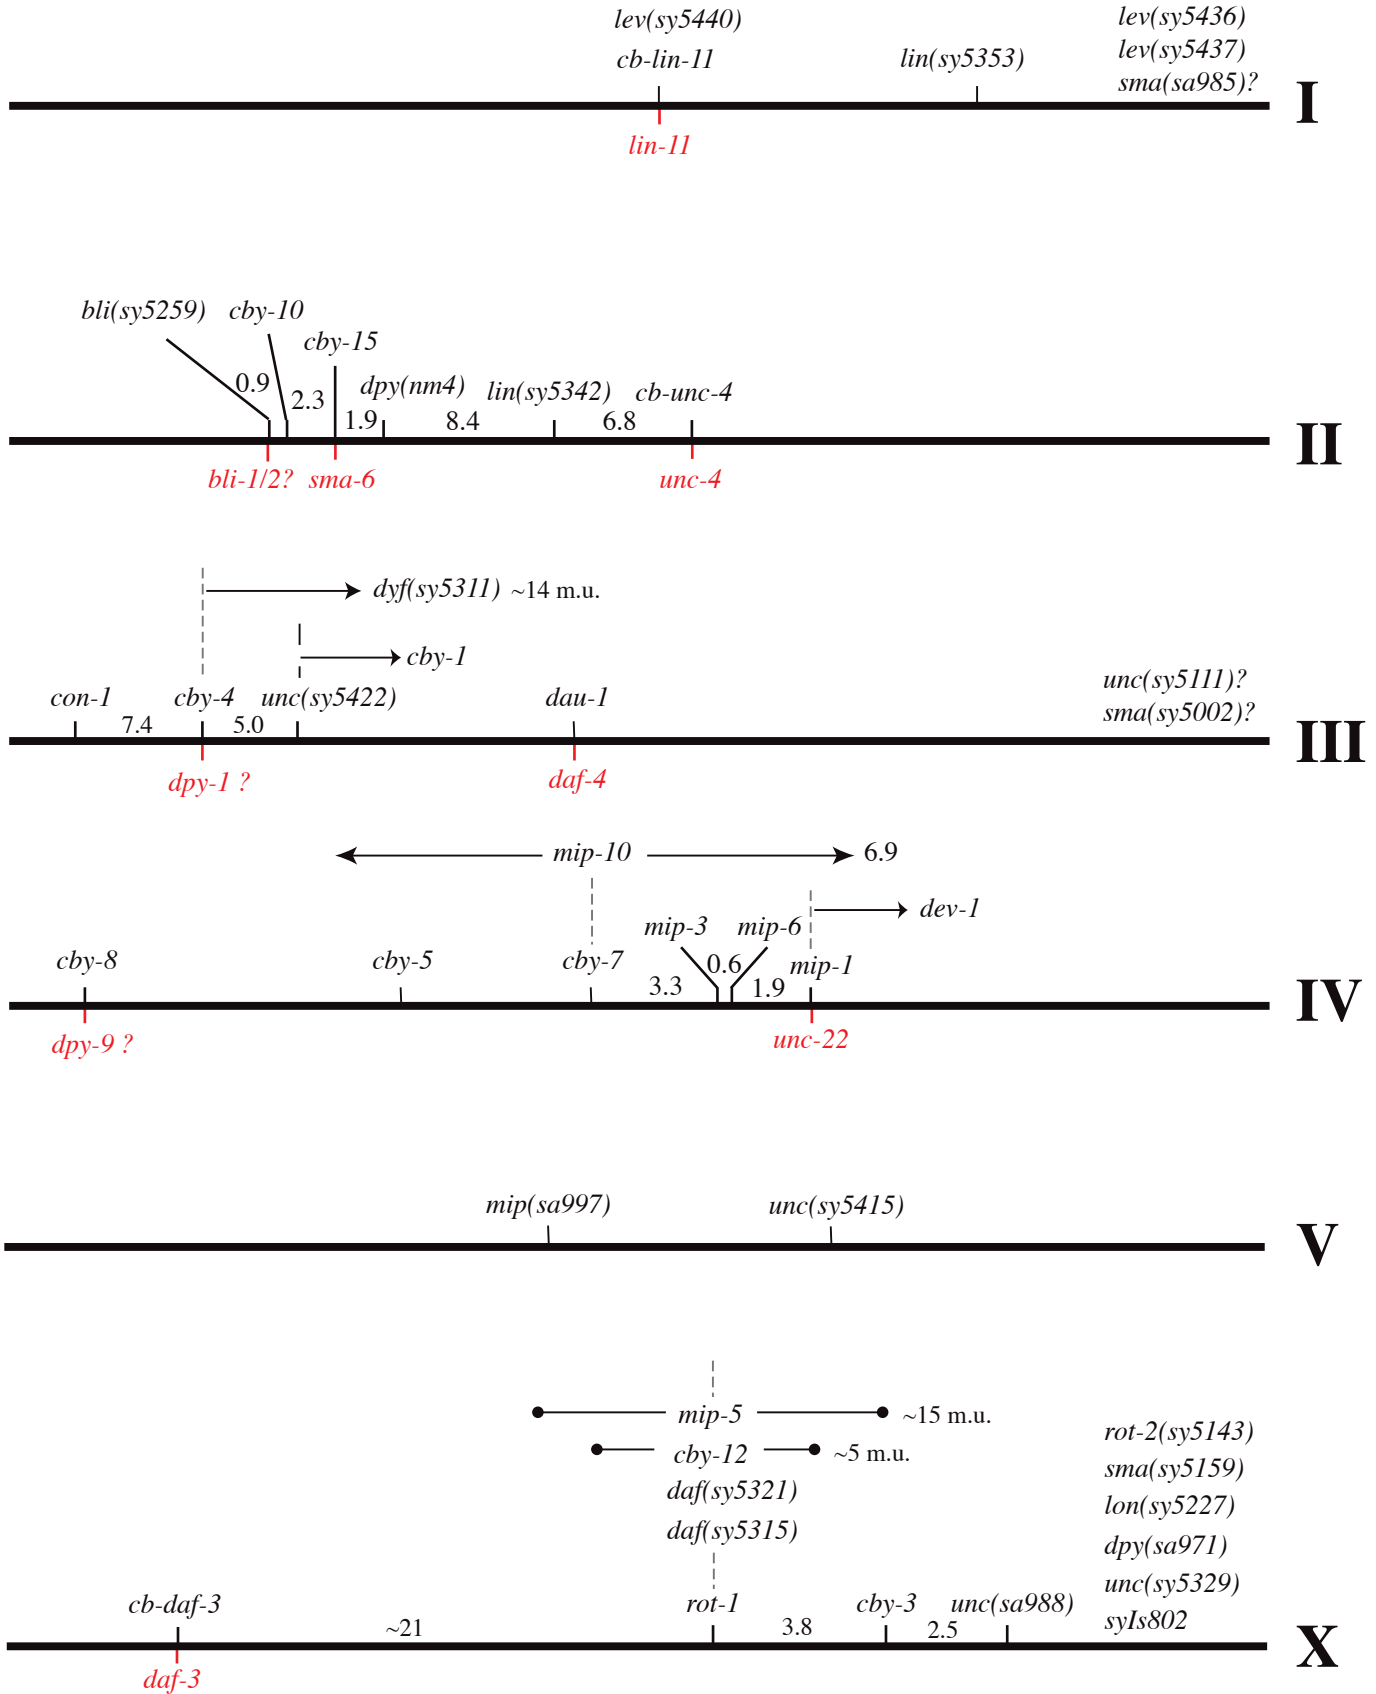 lev(sy5440)
cb-lin-11
lin(sy5353)
lev(sy5436)
lev(sy5437)
sma(sa985)?
I
lin-11
bli(sy5259)
cby-10
cby-15
0.9
2.3
dpy(nm4)
lin(sy5342)
cb-unc-4
1.9
8.4
6.8
II
bli-1/2?
sma-6
unc-4
dyf(sy5311) ~14 m.u.
cby-1
con-1
cby-4
unc(sy5422)
dau-1
unc(sy5111)?
sma(sy5002)?
7.4
5.0
III
dpy-1 ?
daf-4
mip-10
6.9
dev-1
mip-3
mip-6
cby-8
cby-5
cby-7
0.6
mip-1
3.3
1.9
IV
dpy-9 ?
unc-22
mip(sa997)
unc(sy5415)
V
mip-5
~15 m.u.
cby-12
~5 m.u.
daf(sy5321)
daf(sy5315)
rot-2(sy5143)
sma(sy5159)
lon(sy5227)
dpy(sa971)
unc(sy5329)
syIs802
cb-daf-3
~21
rot-1
3.8
cby-3
2.5
unc(sa988)
X
daf-3